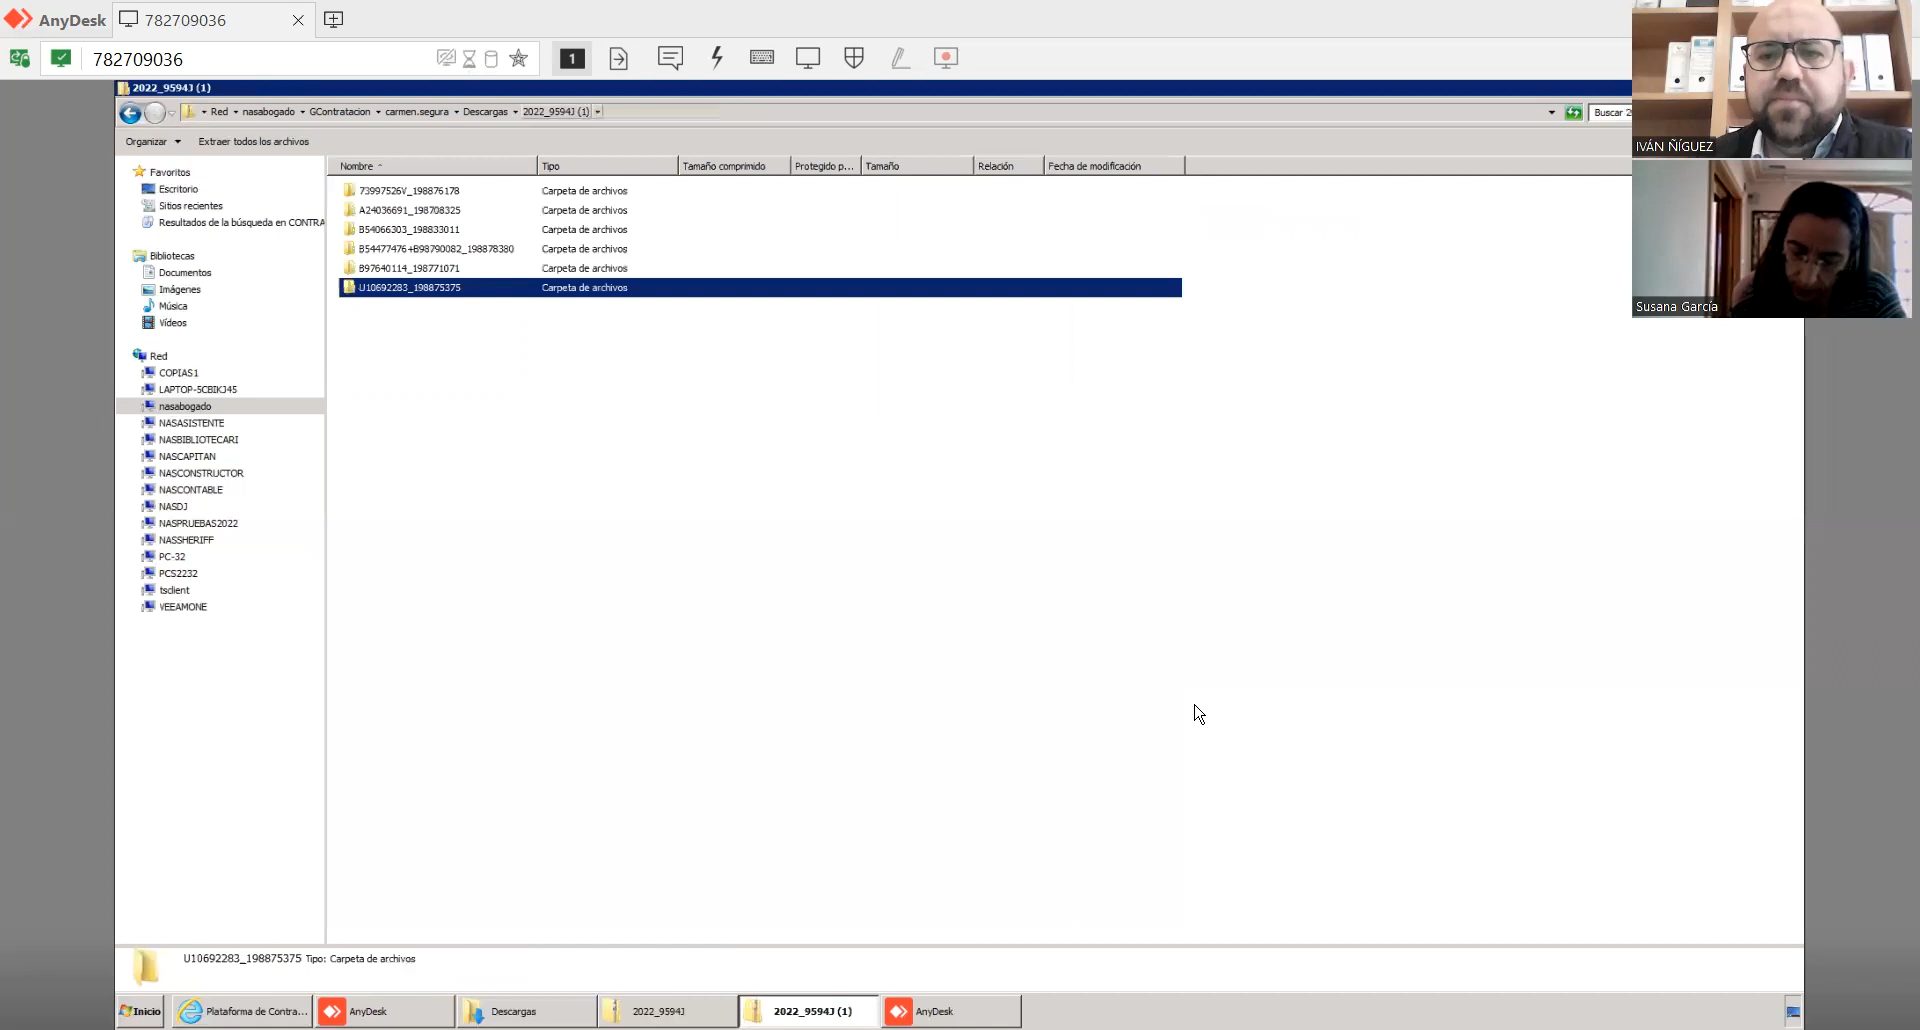 AnyDesk
782709036
782709036
1
2022_9594J (1)
Red
nasabogado
GContratacion
carmen.segura
Descargas
2022_9594J (1)
Buscar 2
Organizar
Extraer todos los archivos
Nombre
Tipo
Tamaño comprimido
Protegido p...
Tamaño
Relación
Fecha de modificación
73997526V_198876178 Carpeta de archivos
A24036691_198708325 Carpeta de archivos
B54066303_198833011 Carpeta de archivos
B54477476+B98790082_198878380 Carpeta de archivos
B97640114_198771071 Carpeta de archivos
U10692283_198875375 Carpeta de archivos
Favoritos
Escritorio
Sitios recientes
Resultados de la búsqueda en CONTRA
Bibliotecas
Documentos
Imágenes
Música
Vídeos
Red
COPIAS1
LAPTOP-5CBIKJ45
nasabogado
NASASISTENTE
NASBIBLIOTECARI
NASCAPITAN
NASCONSTRUCTOR
NASCONTABLE
NASDJ
NASPRUEBAS2022
NASSHERIFF
PC-32
PCS2232
tsclient
VEEAMONE
IVÁN ÑÍGUEZ
Susana García
U10692283_198875375 Tipo: Carpeta de archivos
Inicio
Plataforma de Contra...
AnyDesk
Descargas
2022_9594J
2022_9594J (1)
AnyDesk